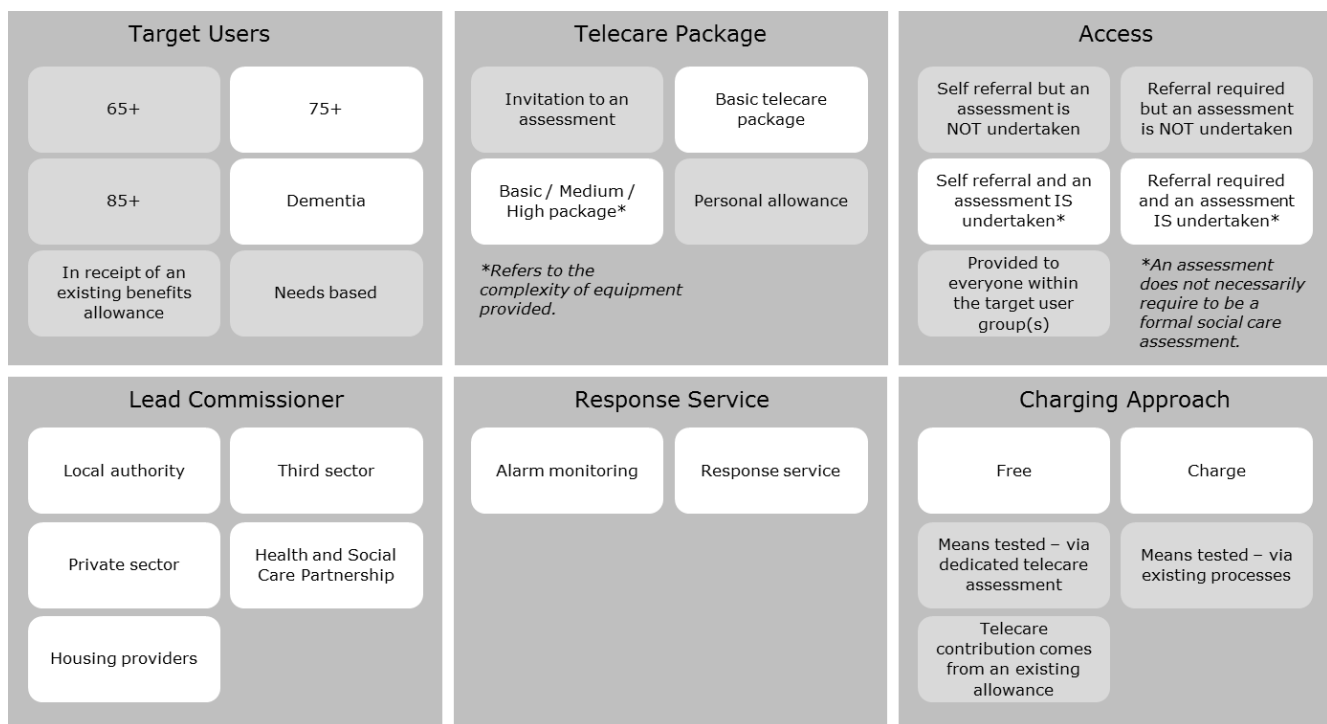 Target Users
65+
75+
85+
Dementia
In receipt of an
existing benefits
allowance
Needs based
Telecare Package
Invitation to an
assessment
Basic telecare
package
Basic / Medium /
High package*
Personal allowance
*Refers to the
complexity of equipment
provided.
Access
Self referral but an
assessment is
NOT undertaken
Referral required
but an assessment
is NOT undertaken
Self referral and an
assessment IS
undertaken*
Referral required
and an assessment
IS undertaken*
Provided to
everyone within
the target user
group(s)
*An assessment
does not necessarily
require to be a
formal social care
assessment.
Lead Commissioner
Local authority
Third sector
Private sector
Health and Social
Care Partnership
Housing providers
Response Service
Alarm monitoring
Response service
Charging Approach
Free
Charge
Means tested – via
dedicated telecare
assessment
Means tested – via
existing processes
Telecare
contribution comes
from an existing
allowance